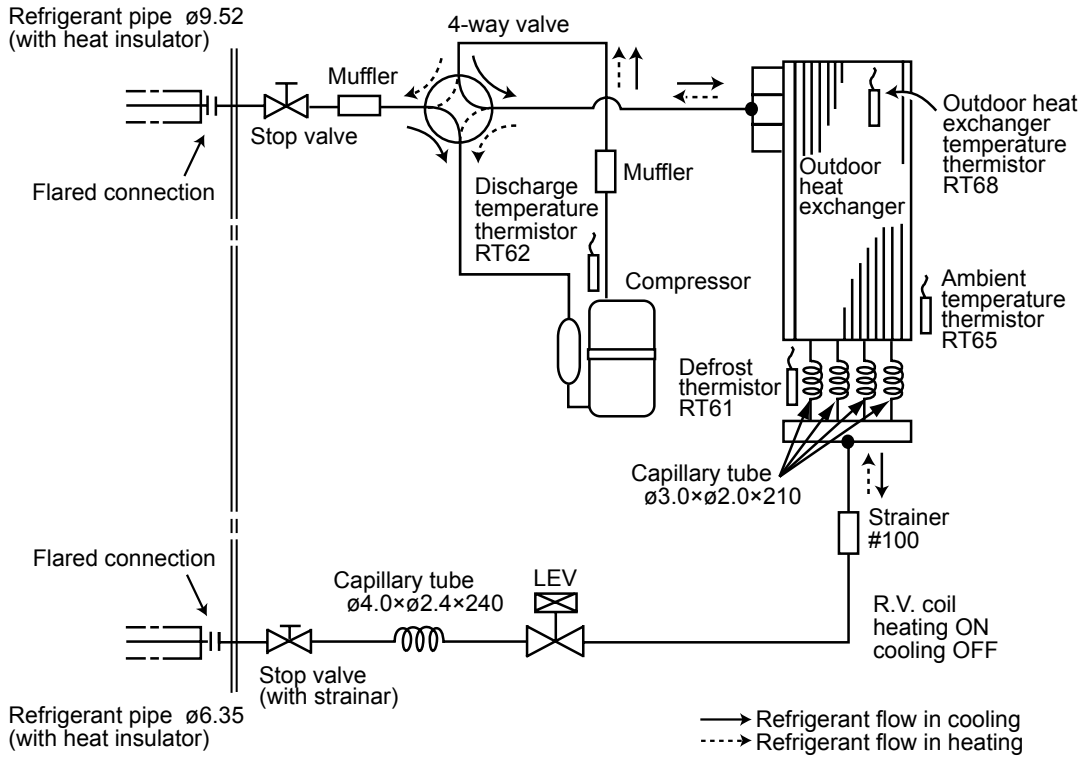 Refrigerant pipe ø9.52
(with heat insulator)
4-way valve
Muffler
Stop valve
Flared connection
Discharge
temperature
thermistor
RT62
Muffler
Compressor
Outdoor
heat
exchanger
Outdoor heat
exchanger
temperature
thermistor
RT68
Ambient
temperature
thermistor
RT65
Defrost
thermistor
RT61
Capillary tube
ø3.0×ø2.0×210
Strainer
#100
Flared connection
Capillary tube
ø4.0×ø2.4×240
LEV
R.V. coil
heating ON
cooling OFF
Stop valve
(with strainar)
Refrigerant pipe ø6.35
(with heat insulator)
Refrigerant flow in cooling
Refrigerant flow in heating